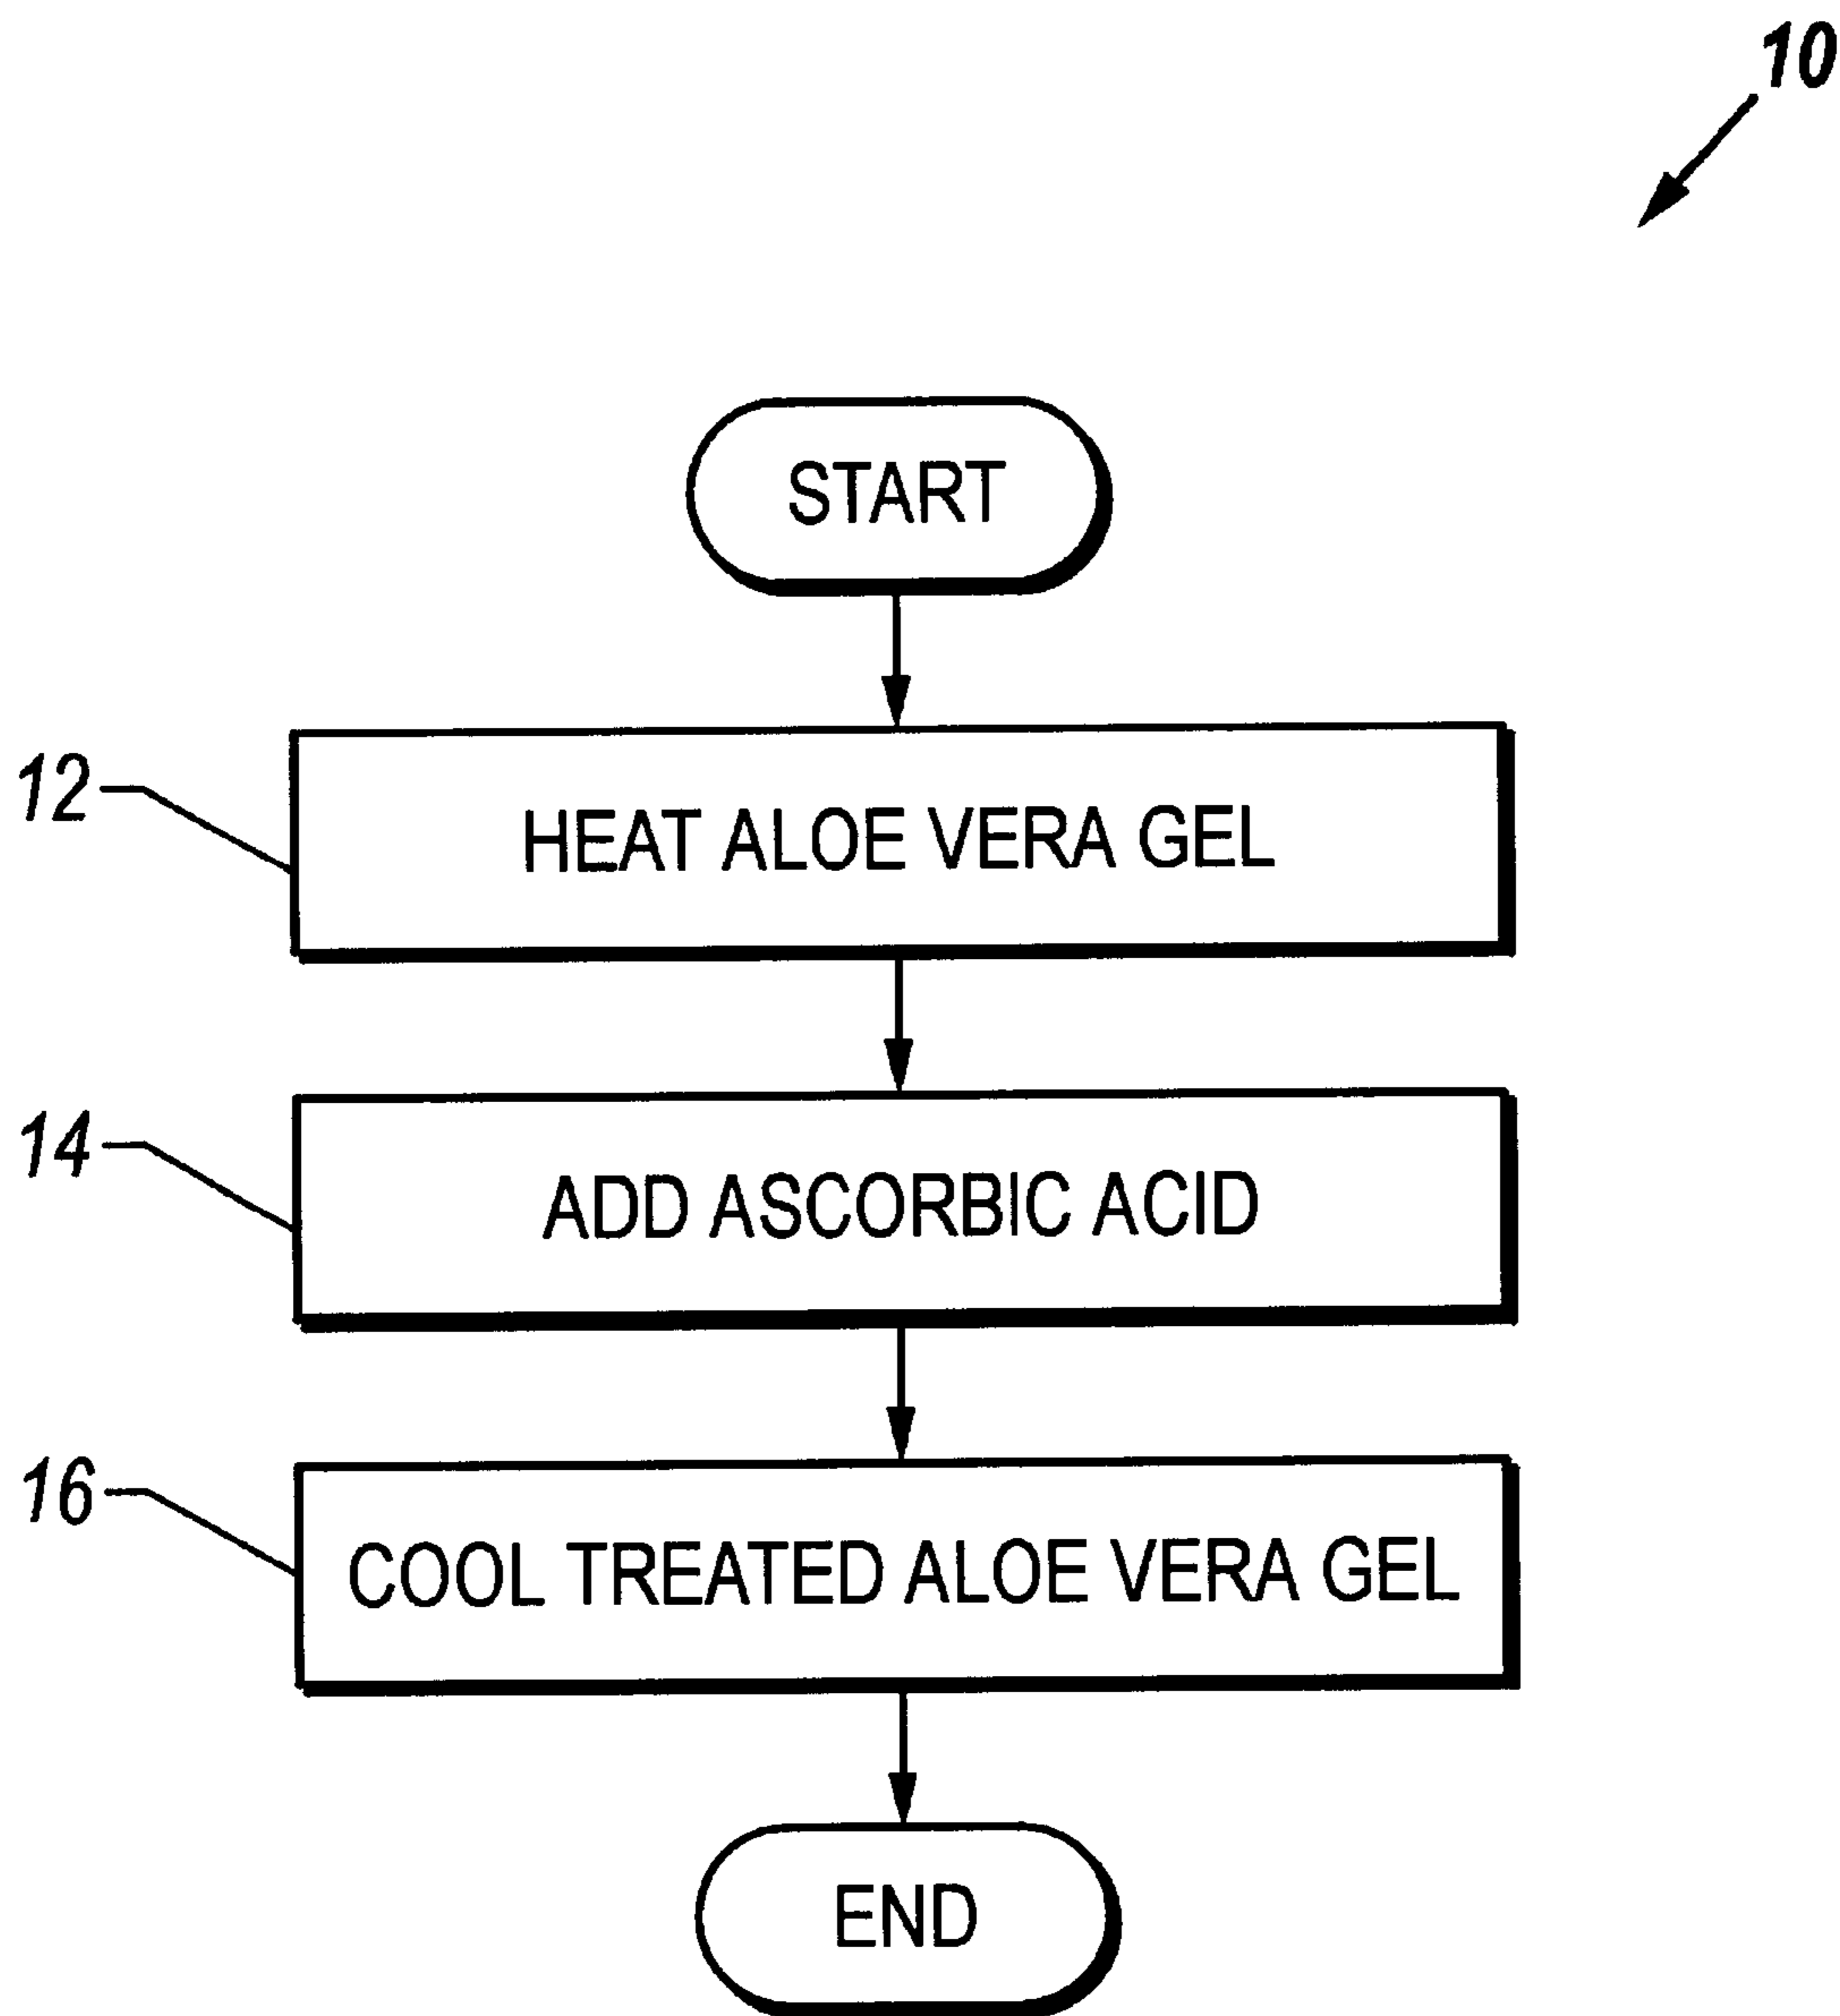 10
START
12
HEAT ALOE VERA GEL
14
ADD ASCORBIC ACID
16
COOL TREATED ALOE VERA GEL
END